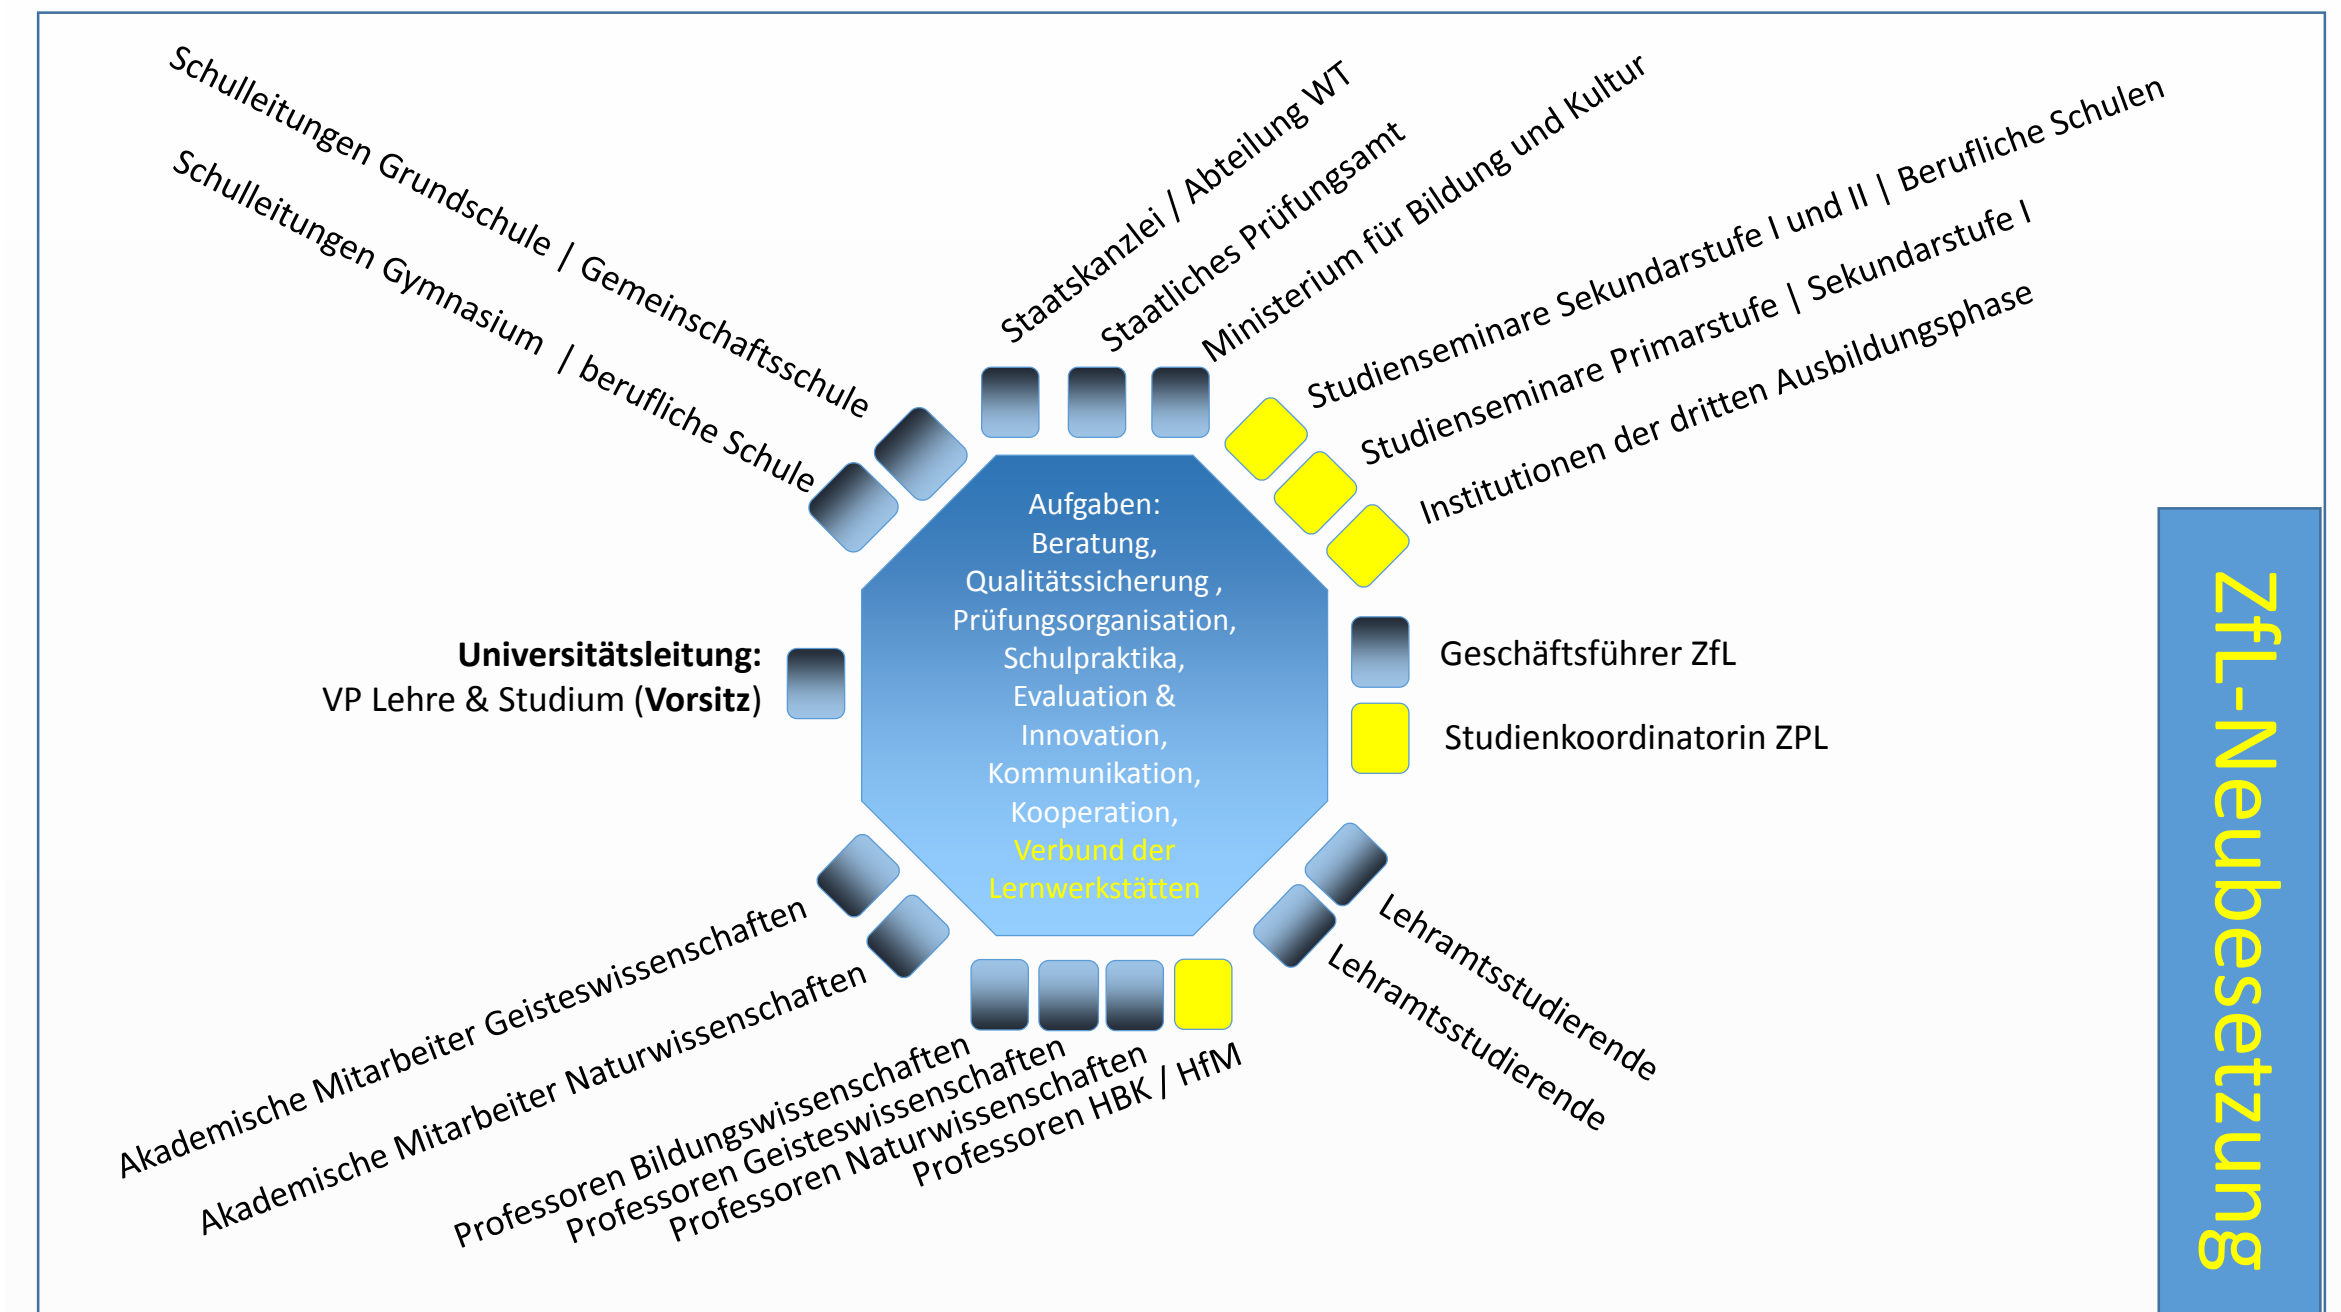 Schulleitungen Grundschule | Gemeinschaftsschule
Schulleitungen Gymnasium | berufliche Schule
Staatskanzlei / Abteilung WT
Staatliches Prüfungsamt
Ministerium für Bildung und Kultur
Studienseminare Sekundarstufe I und II | Berufliche Schulen
Studienseminare Primarstufe | Sekundarstufe I
Institutionen der dritten Ausbildungsphase
Universitätsleitung:
VP Lehre & Studium (Vorsitz)
Aufgaben:
Beratung,
Qualitätssicherung ,
Prüfungsorganisation,
Schulpraktika,
Evaluation &
Innovation,
Kommunikation,
Kooperation,
Verbund der
Lernwerkstätten
Geschäftsführer ZfL
Studienkoordinatorin ZPL
Akademische Mitarbeiter Geisteswissenschaften
Akademische Mitarbeiter Naturwissenschaften
Professoren Bildungswissenschaften
Professoren Geisteswissenschaften
Professoren Naturwissenschaften
Professoren HBK / HfM
Lehramtsstudierende
Lehramtsstudierende
ZfL-Neubesetzung